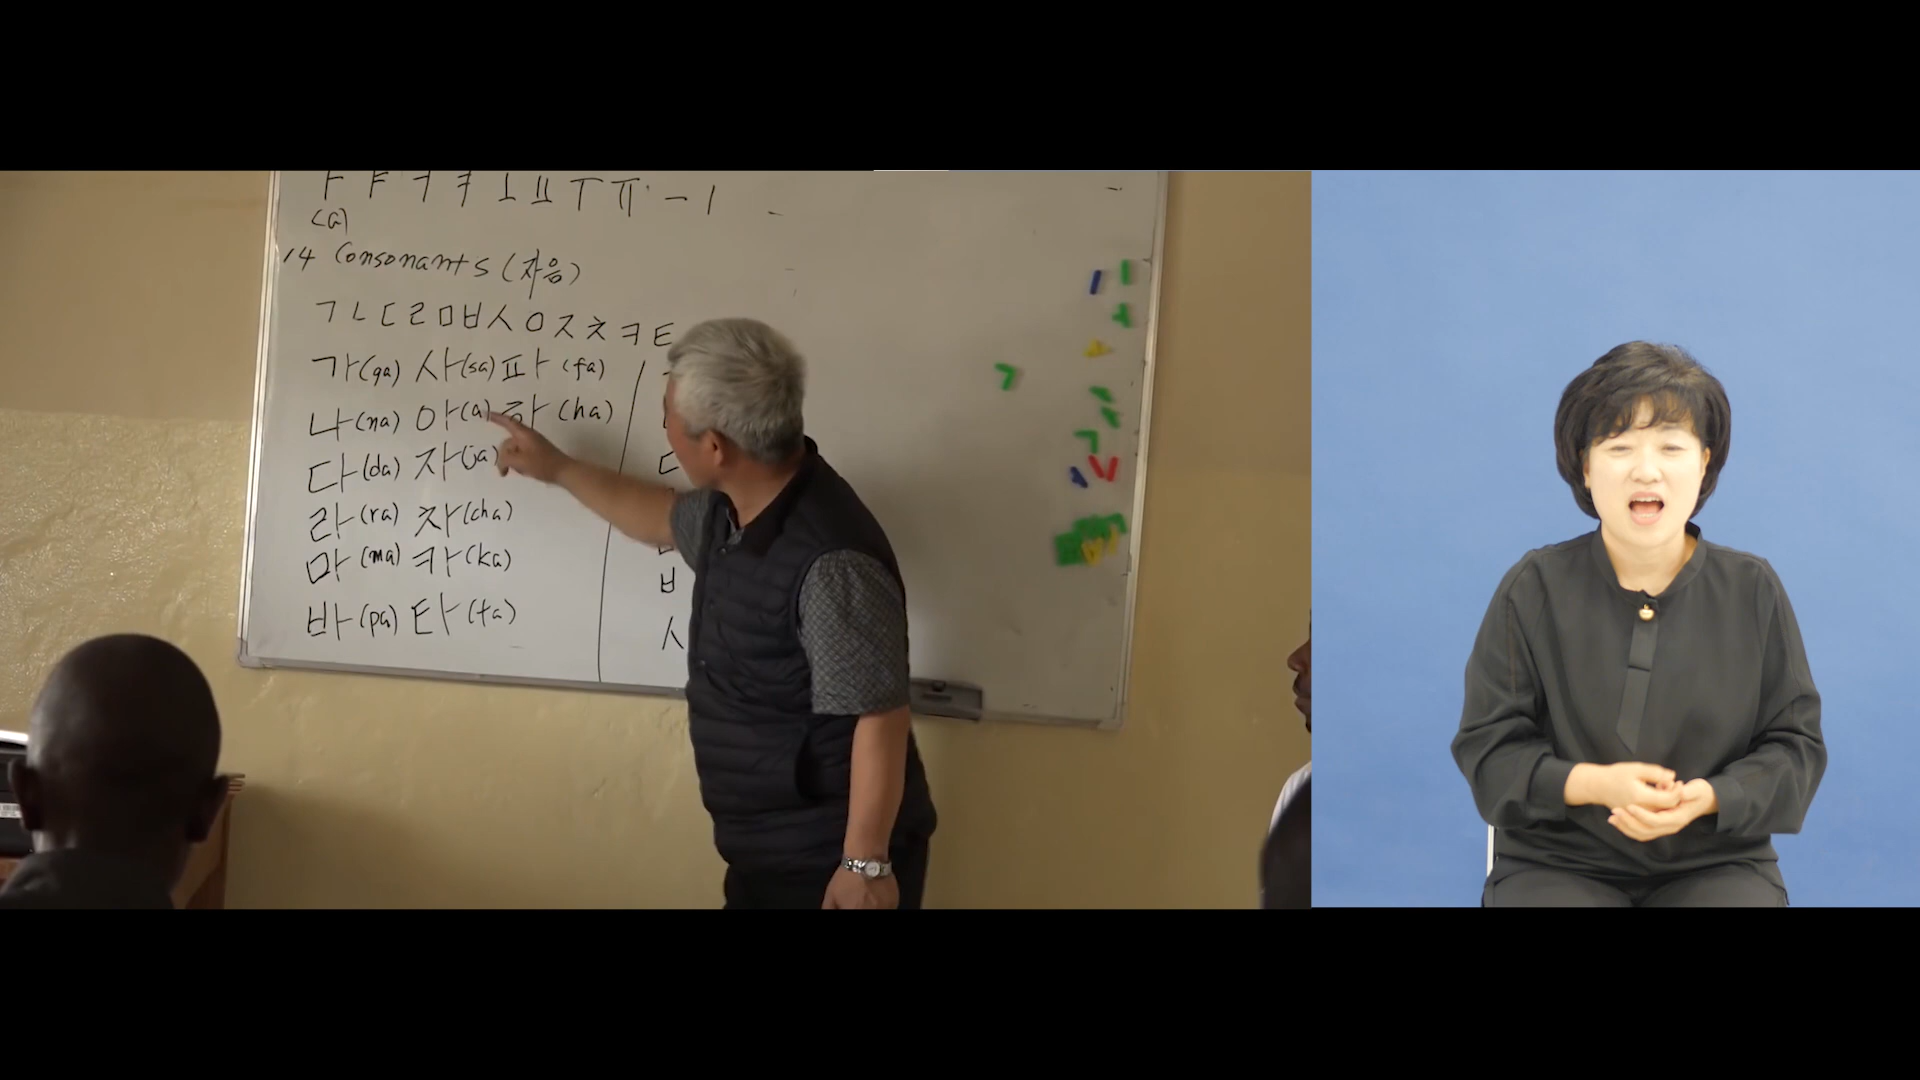 ㅏ ㅑ ㅓ ㅕ ㅗ ㅛ ㅜ ㅠ ㅡ ㅣ
(a)
14 Consonants (자음)
ㄱ ㄴ ㄷ ㄹ ㅁ ㅂ ㅅ ㅇ ㅈ ㅊ ㅋ ㅌ
가(ga) 사(sa) 파 (fa)
나(na) 아(a) 하 (ha)
다(da) 자(ja)
라(ra) 차(cha)
마(ma) 카(ka)
바(pa) 타(ta)
ㄷ
ㅂ
ㅅ